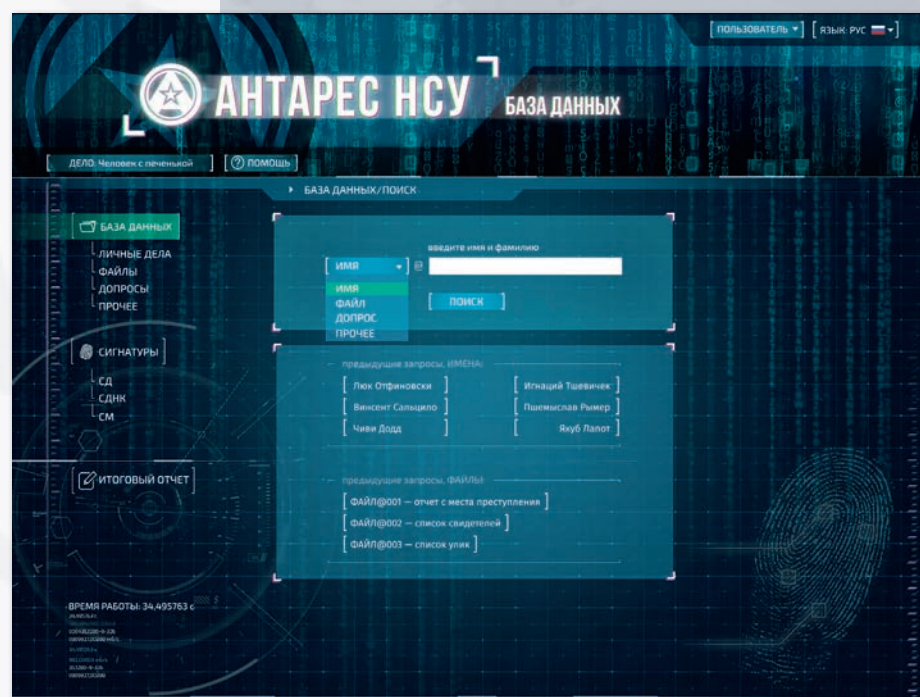 [ ПОЛЬЗОВАТЕЛЬ ] [ ЯЗЫК: РУС ]
АНТАРЕС НСУ БАЗА ДАННЫХ
[ ДЕЛО: Человек с печенькой ] [ ? ПОМОЩЬ ]
БАЗА ДАННЫХ/ПОИСК
БАЗА ДАННЫХ
ЛИЧНЫЕ ДЕЛА
ФАЙЛЫ
ДОПРОСЫ
ПРОЧЕЕ
СИГНАТУРЫ
СД
СДНК
СМ
ИТОГОВЫЙ ОТЧЕТ
введите имя и фамилию
[ ИМЯ ] @
ИМЯ
ФАЙЛ
ДОПРОС
ПРОЧЕЕ
[ ПОИСК ]
предыдущие запросы, ИМЕНА:
[ Люк Отфиновски ] [ Игнаций Тшевичек ]
[ Винсент Сальцило ] [ Пшемыслав Рымер ]
[ Чиви Додд ] [ Якуб Лапот ]
предыдущие запросы, ФАЙЛЫ:
[ ФАЙЛ@001 — отчет с места преступления ]
[ ФАЙЛ@002 — список свидетелей ]
[ ФАЙЛ@003 — список улик ]
ВРЕМЯ РАБОТЫ: 34.495763 с